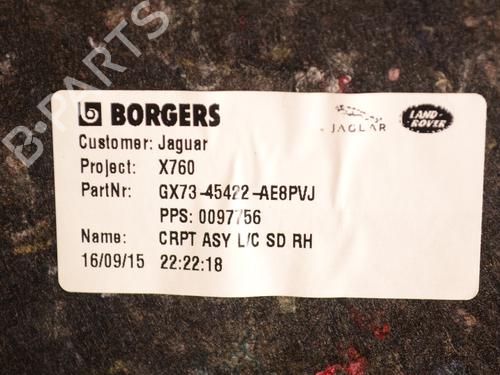 B-PARTS
BORGERS
JAGUAR
LAND ROVER
Customer: Jaguar
Project: X760
PartNr: GX73-45422-AE8PVJ
PPS: 0097756
Name: CRPT ASY L/C SD RH
16/09/15 22:22:18